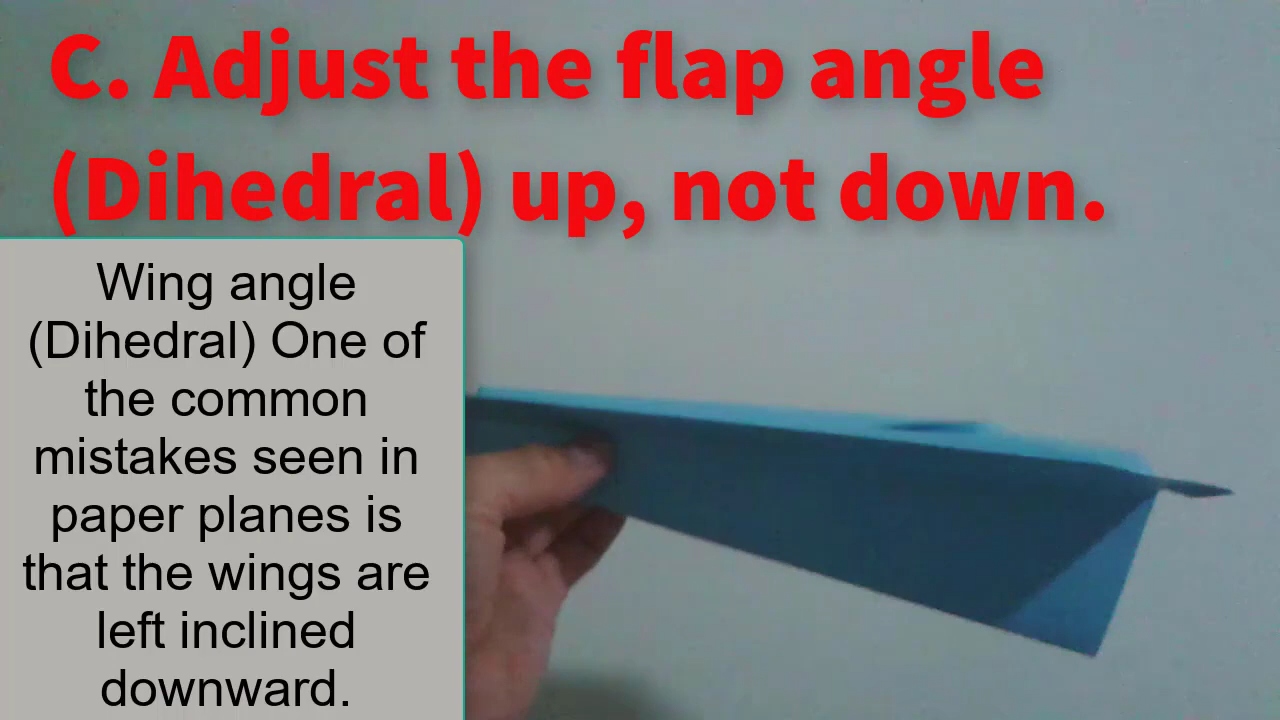 C. Adjust the flap angle
(Dihedral) up, not down.
Wing angle
(Dihedral) One of
the common
mistakes seen in
paper planes is
that the wings are
left inclined
downward.